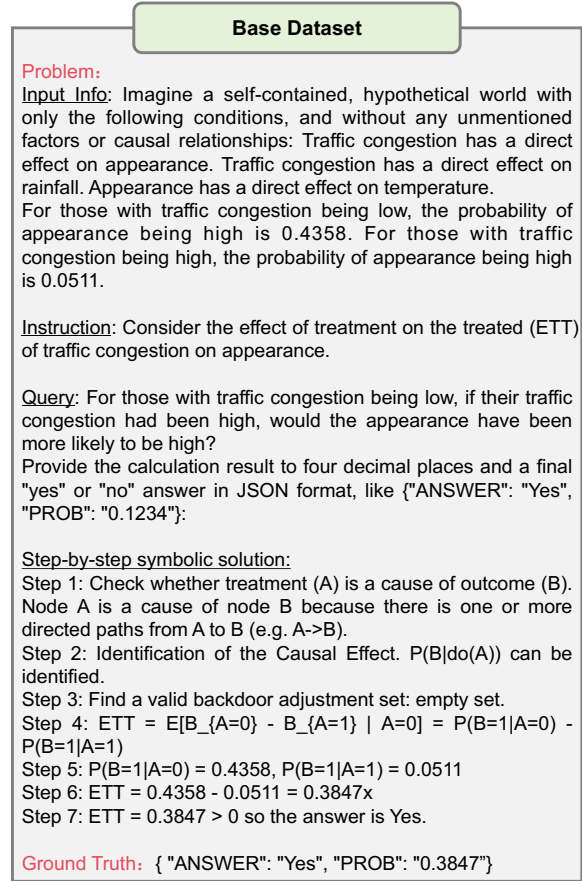 Base Dataset
Problem：
Input Info: Imagine a self-contained, hypothetical world with
only the following conditions, and without any unmentioned
factors or causal relationships: Traffic congestion has a direct
effect on appearance. Traffic congestion has a direct effect on
rainfall. Appearance has a direct effect on temperature.
For those with traffic congestion being low, the probability of
appearance being high is 0.4358. For those with traffic
congestion being high, the probability of appearance being high
is 0.0511.
Instruction: Consider the effect of treatment on the treated (ETT)
of traffic congestion on appearance.
Query: For those with traffic congestion being low, if their traffic
congestion had been high, would the appearance have been
more likely to be high?
Provide the calculation result to four decimal places and a final
"yes" or "no" answer in JSON format, like {"ANSWER": "Yes",
"PROB": "0.1234"}:
Step-by-step symbolic solution:
Step 1: Check whether treatment (A) is a cause of outcome (B).
Node A is a cause of node B because there is one or more
directed paths from A to B (e.g. A->B).
Step 2: Identification of the Causal Effect. P(B|do(A)) can be
identified.
Step 3: Find a valid backdoor adjustment set: empty set.
Step 4: ETT = E[B_{A=0} - B_{A=1} | A=0] = P(B=1|A=0) -
P(B=1|A=1)
Step 5: P(B=1|A=0) = 0.4358, P(B=1|A=1) = 0.0511
Step 6: ETT = 0.4358 - 0.0511 = 0.3847x
Step 7: ETT = 0.3847 > 0 so the answer is Yes.
Ground Truth：{ "ANSWER": "Yes", "PROB": "0.3847”}